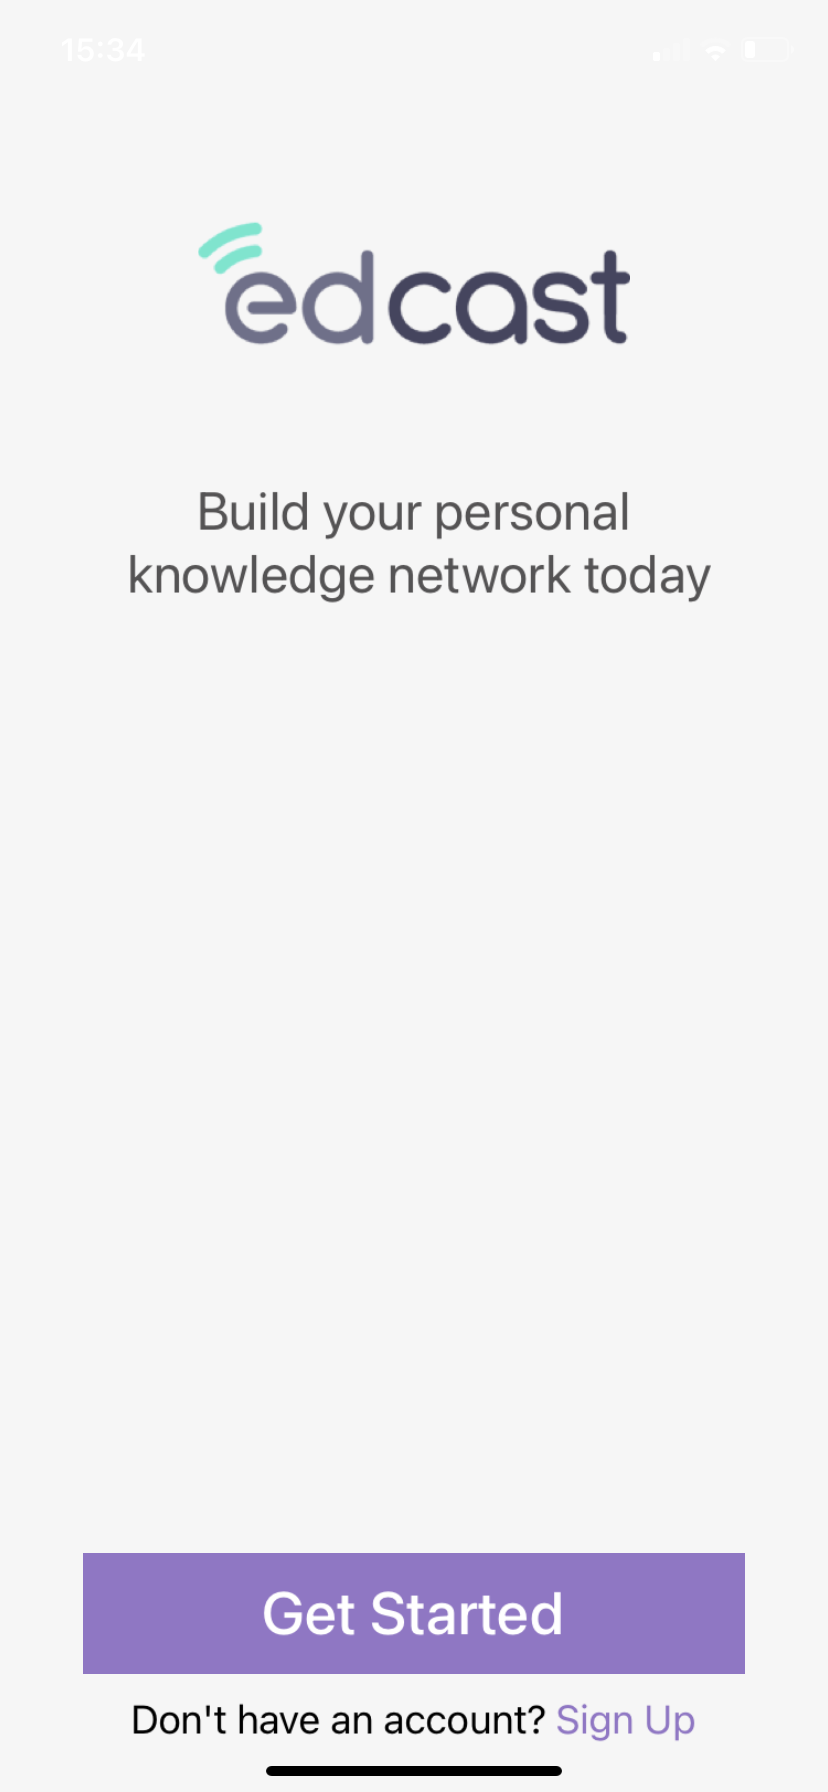 15:34
edcast
Build your personal
knowledge network today
Get Started
Don't have an account? Sign Up